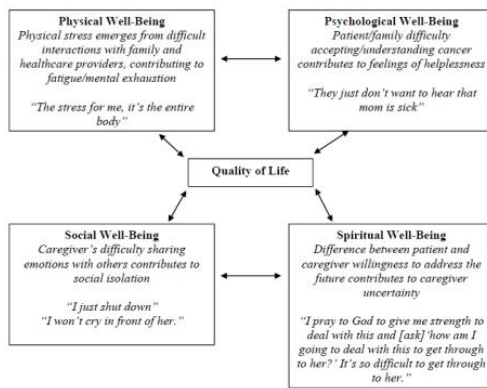 Physical Well-Being
Physical stress emerges from difficult
interactions with family and
healthcare providers, contributing to
fatigue/mental exhaustion
"The stress for me, it's the entire
body"
Psychological Well-Being
Patient/family difficulty
accepting/understanding cancer
contributes to feelings of helplessness
"They just don't want to hear that
mom is sick"
Quality of Life
Social Well-Being
Caregiver's difficulty sharing
emotions with others contributes to
social isolation
"I just shut down"
"I won't cry in front of her."
Spiritual Well-Being
Difference between patient and
caregiver willingness to address the
future contributes to caregiver
uncertainty
"I pray to God to give me strength to
deal with this and [ask] 'how am I
going to deal with this to get through
to her?' It's so difficult to get through
to her."